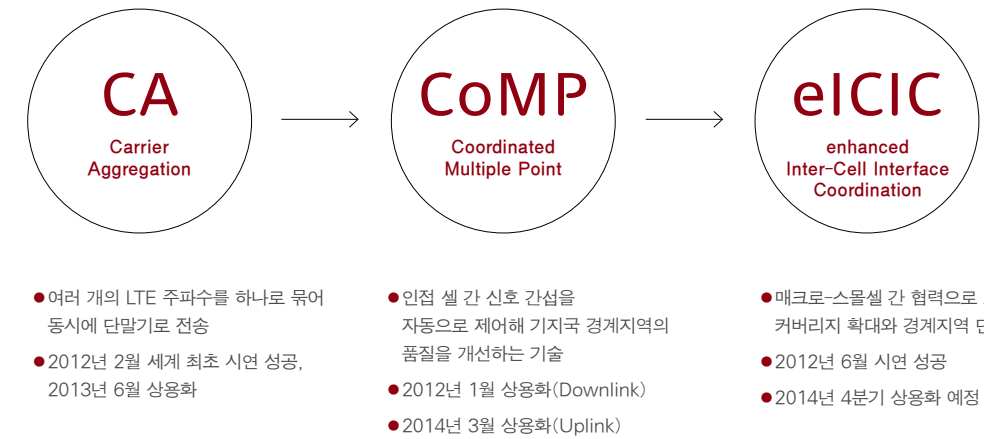 CA
Carrier
Aggregation
CoMP
Coordinated
Multiple Point
eICIC
enhanced
Inter-Cell Interface
Coordination
●여러 개의 LTE 주파수를 하나로 묶어
동시에 단말기로 전송
●2012년 2월 세계 최초 시연 성공,
2013년 6월 상용화
●인접 셀 간 신호 간섭을
자동으로 제어해 기지국 경계지역의
품질을 개선하는 기술
●2012년 1월 상용화(Downlink)
●2014년 3월 상용화(Uplink)
●매크로-스몰셀 간 협력으로
커버리지 확대와 경계지역
●2012년 6월 시연 성공
●2014년 4분기 상용화 예정